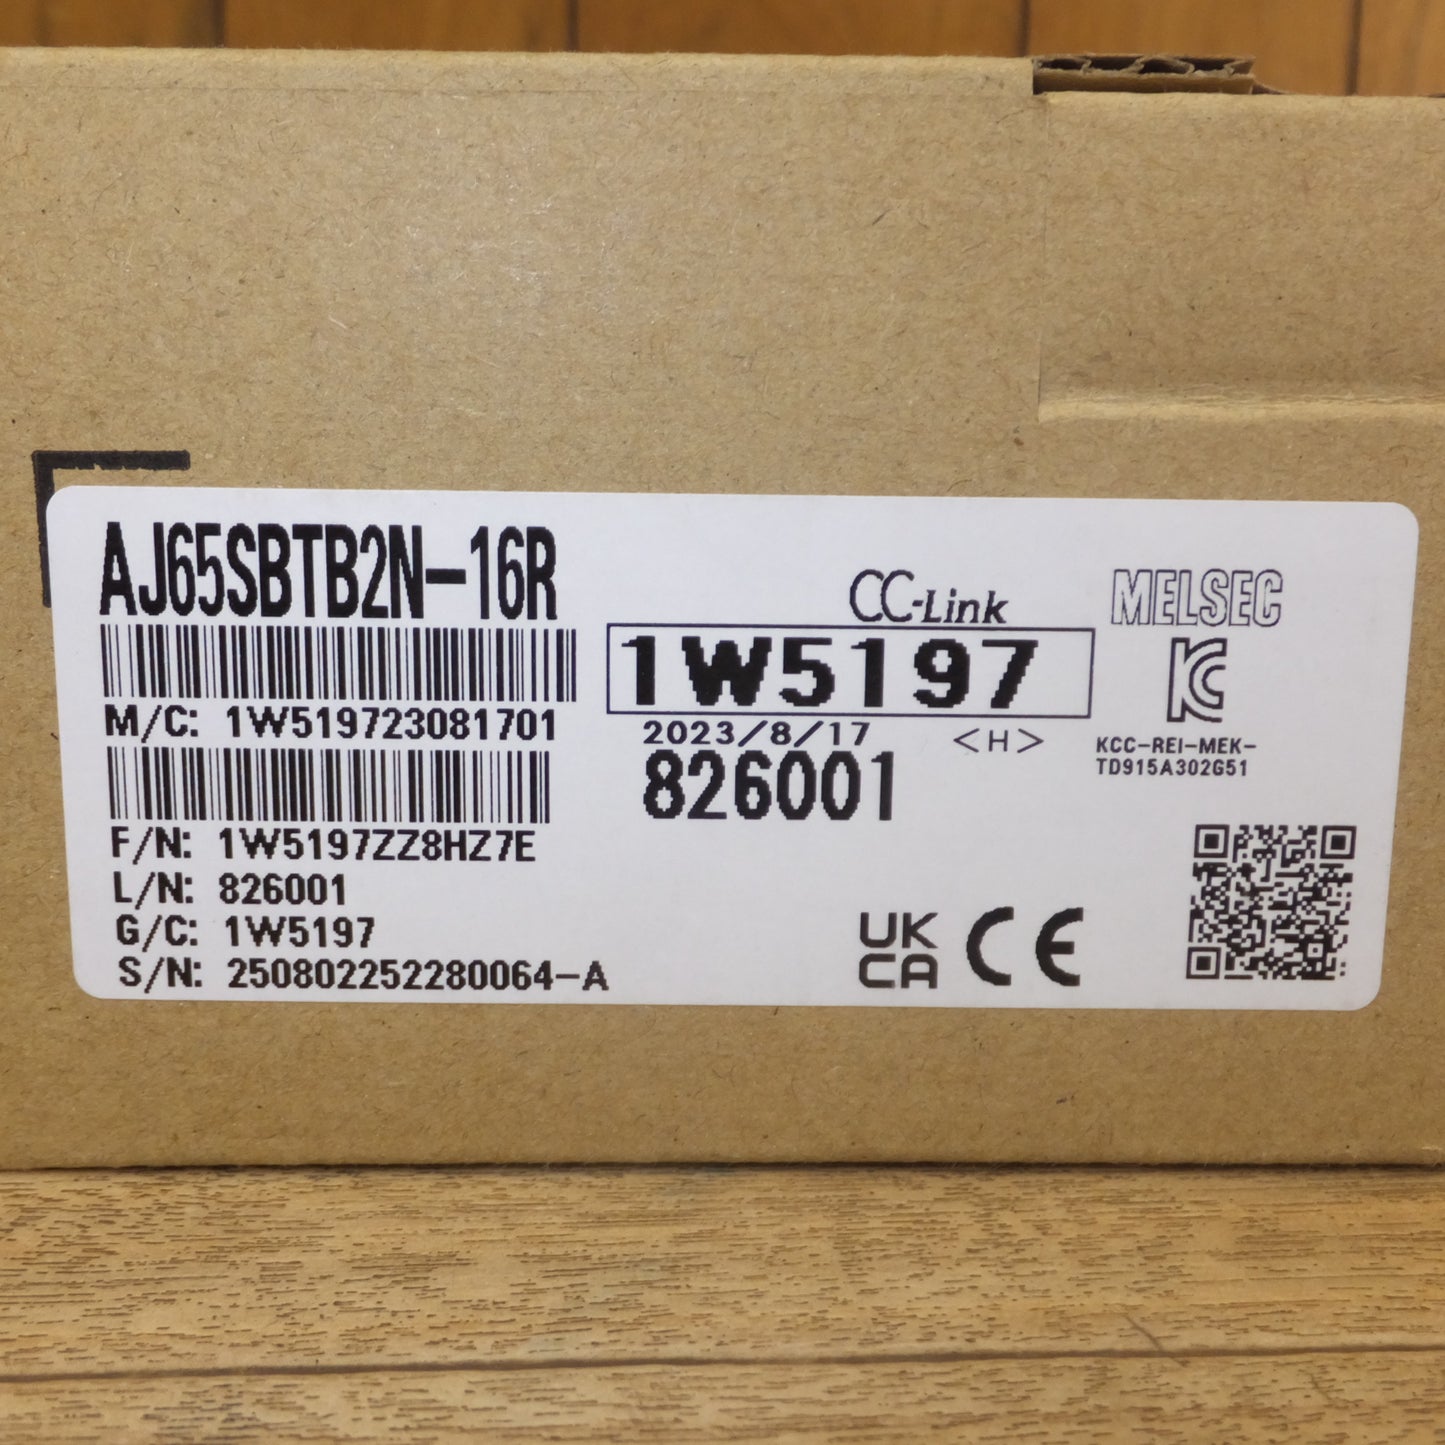 AJ65SBTB2N-16R
M/C: 1W519723081701
F/N: 1W5197ZZ8HZ7E
L/N: 826001
G/C: 1W5197
S/N: 250802252280064-A
CC-Link
1W5197
2023/8/17 <H>
826001
MELSEC
KC
KCC-REI-MEK-
TD915A302G51
UK
CA
CE